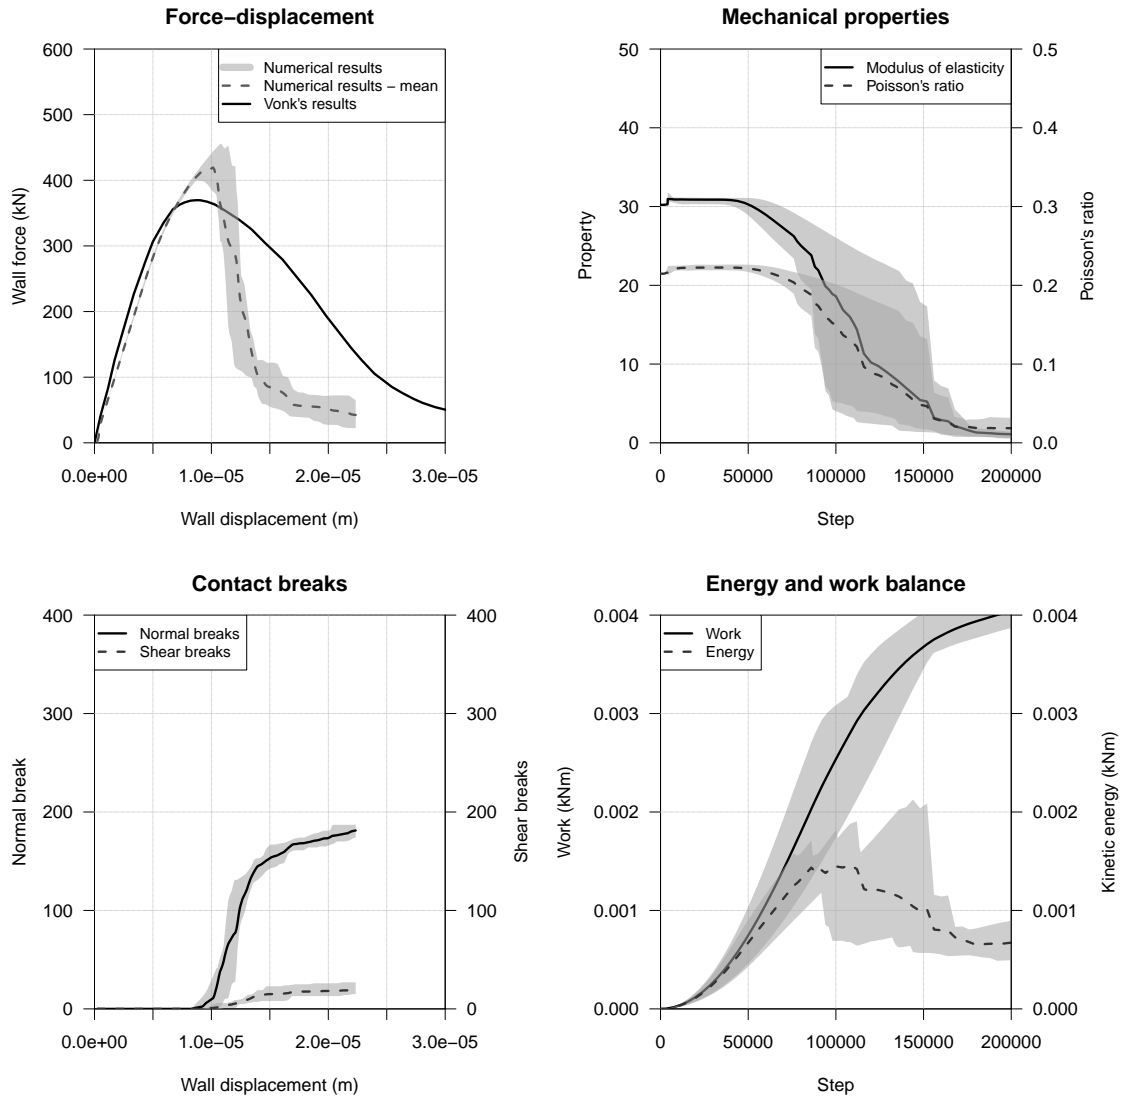 Force−displacement
600
500
400
300
200
100
0
Wall force (kN)
Numerical results
Numerical results − mean
Vonk's results
0.0e+00
1.0e−05
2.0e−05
3.0e−05
Wall displacement (m)
Mechanical properties
50
40
30
20
10
0
Property
Modulus of elasticity
Poisson's ratio
0.5
0.4
0.3
0.2
0.1
0.0
Poisson's ratio
0
50000
100000
150000
200000
Step
Contact breaks
400
300
200
100
0
Normal break
Normal breaks
Shear breaks
400
300
200
100
0
Shear breaks
0.0e+00
1.0e−05
2.0e−05
3.0e−05
Wall displacement (m)
Energy and work balance
0.004
0.003
0.002
0.001
0.000
Work (kNm)
Work
Energy
0.004
0.003
0.002
0.001
0.000
Kinetic energy (kNm)
0
50000
100000
150000
200000
Step